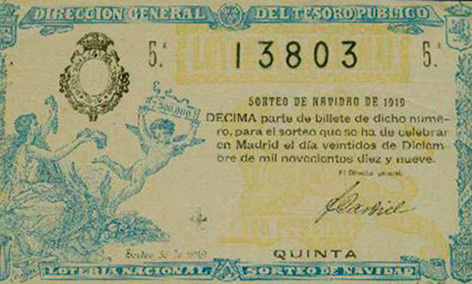 DIRECCION GENERAL DEL TESORO PUBLICO
5.ª 13803 5.ª
SORTEO DE NAVIDAD DE 1919
DECIMA parte de billete de dicho núme-
ro, para el sorteo que se ha de celebrar
en Madrid el día veintidos de Diciem-
bre de mil novecientos diez y nueve.
El Director general,
QUINTA
LOTERIA NACIONAL SORTEO DE NAVIDAD